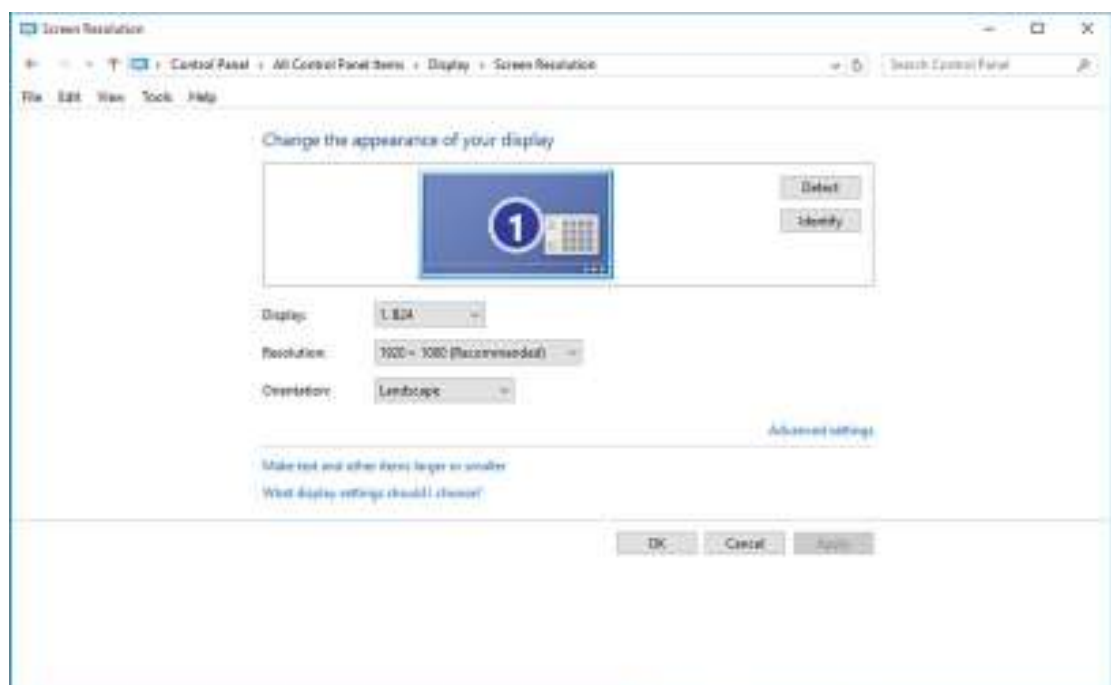 Screen Resolution
Control Panel › All Control Panel Items › Display › Screen Resolution
Search Control Panel
File Edit View Tools Help
Change the appearance of your display
1
Detect
Identify
Display:
Resolution: 1920 × 1080 (Recommended)
Orientation: Landscape
Advanced settings
Make text and other items larger or smaller
What display settings should I choose?
OK Cancel Apply